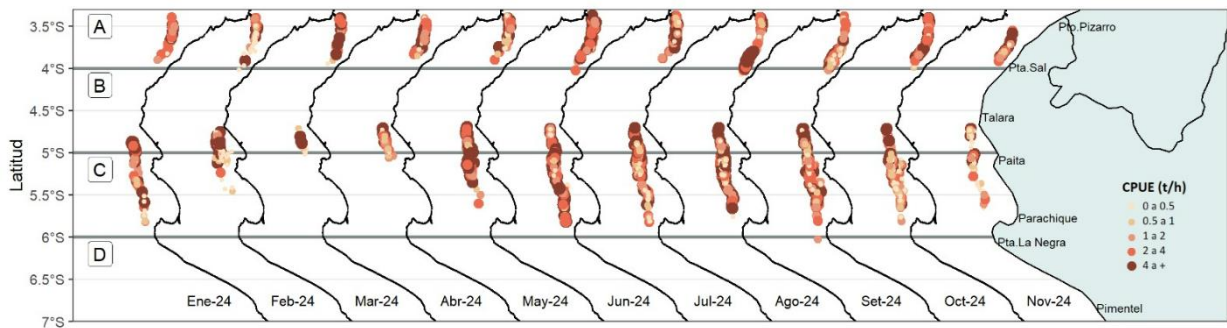 Latitud
3.5°S
4°S
4.5°S
5°S
5.5°S
6°S
6.5°S
7°S
A
B
C
D
Pto.Pizarro
Pta.Sal
Talara
Paita
Parachique
Pta.La Negra
Pimentel
CPUE (t/h)
0 a 0.5
0.5 a 1
1 a 2
2 a 4
4 a +
Ene-24 Feb-24 Mar-24 Abr-24 May-24 Jun-24 Jul-24 Ago-24 Set-24 Oct-24 Nov-24